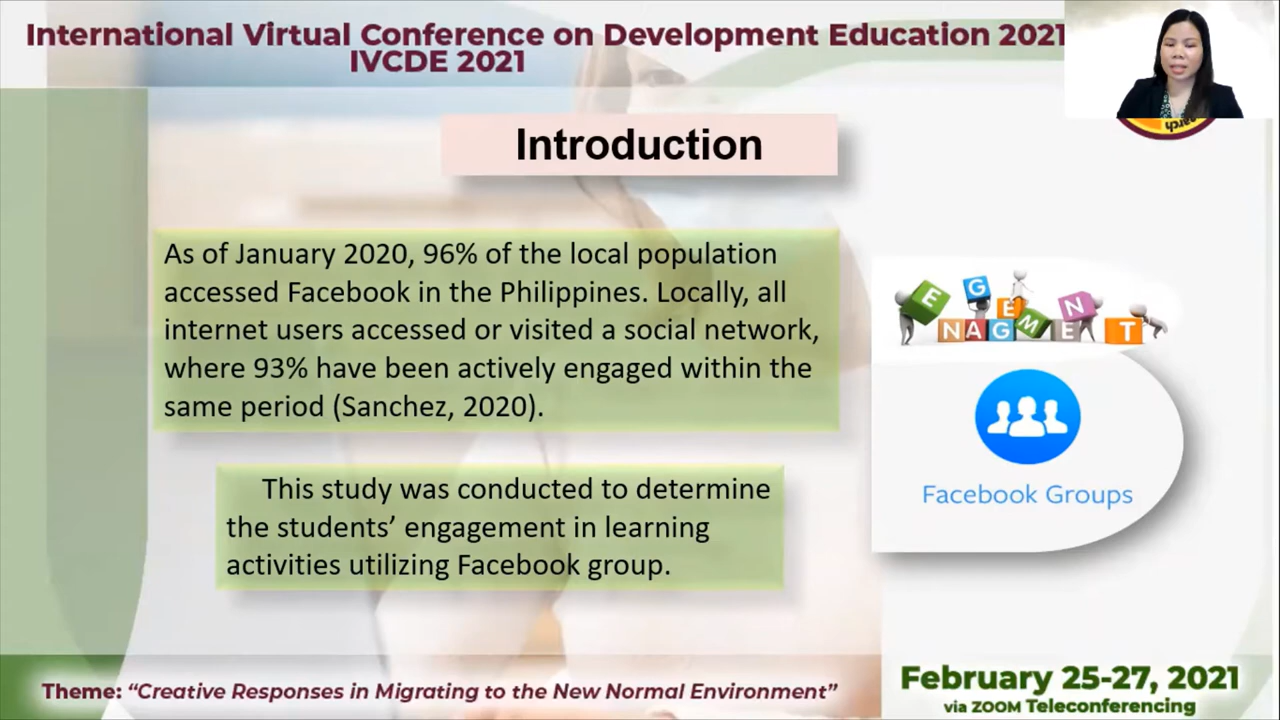 International Virtual Conference on Development Education 2021
IVCDE 2021
Introduction
As of January 2020, 96% of the local population
accessed Facebook in the Philippines. Locally, all
internet users accessed or visited a social network,
where 93% have been actively engaged within the
same period (Sanchez, 2020).
This study was conducted to determine
the students’ engagement in learning
activities utilizing Facebook group.
ENGAGEMENT
Facebook Groups
Theme: “Creative Responses in Migrating to the New Normal Environment”
February 25-27, 2021
via ZOOM Teleconferencing